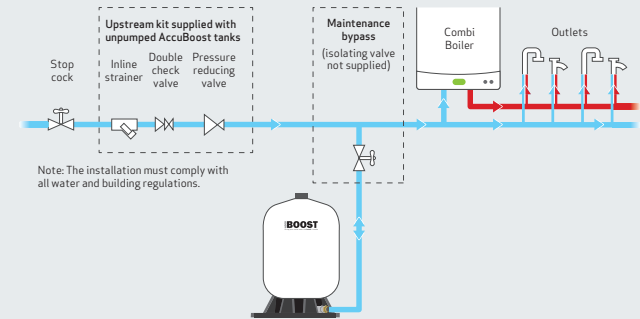 Upstream kit supplied with
unpumped AccuBoost tanks
Maintenance
bypass
(isolating valve
not supplied)
Combi
Boiler
Outlets
Stop
cock
Inline
strainer
Double
check
valve
Pressure
reducing
valve
Note: The installation must comply with
all water and building regulations.
BOOST